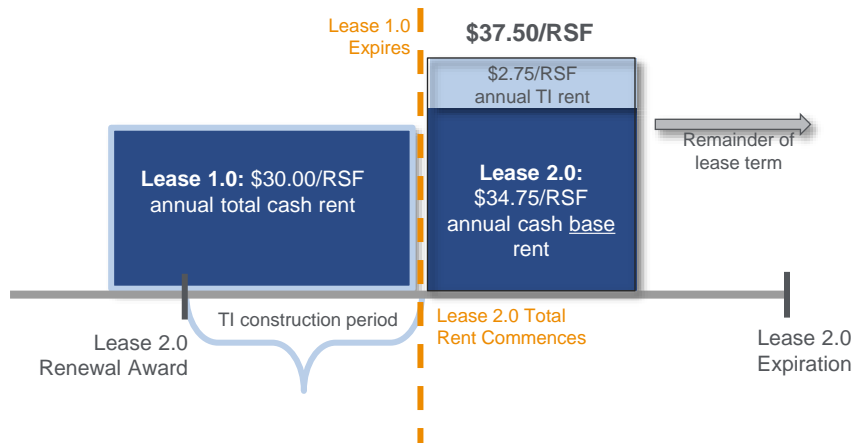 Lease 1.0
Expires
$37.50/RSF
$2.75/RSF
annual TI rent
Remainder of
lease term
Lease 1.0: $30.00/RSF
annual total cash rent
Lease 2.0:
$34.75/RSF
annual cash base
rent
TI construction period
Lease 2.0 Total
Rent Commences
Lease 2.0
Renewal Award
Lease 2.0
Expiration